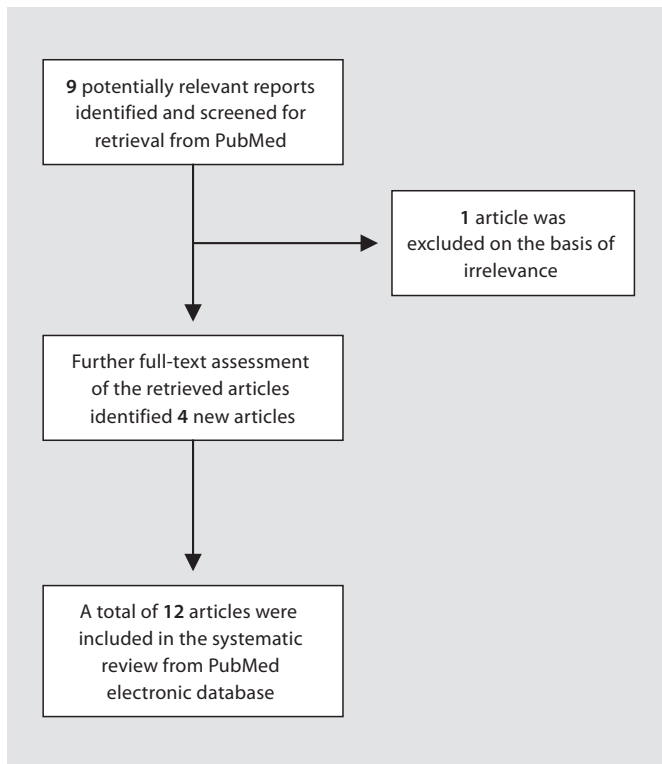 9 potentially relevant reports
identified and screened for
retrieval from PubMed
1 article was
excluded on the basis of
irrelevance
Further full-text assessment
of the retrieved articles
identified 4 new articles
A total of 12 articles were
included in the systematic
review from PubMed
electronic database